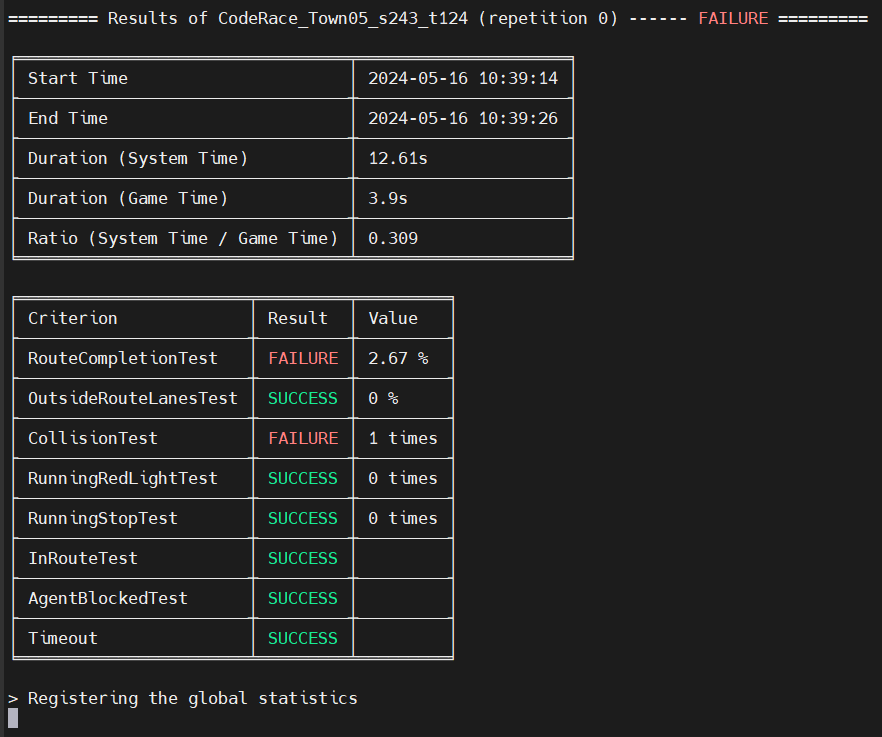 ========= Results of CodeRace_Town05_s243_t124 (repetition 0) ------ FAILURE =========
Start Time 2024-05-16 10:39:14
End Time 2024-05-16 10:39:26
Duration (System Time) 12.61s
Duration (Game Time) 3.9s
Ratio (System Time / Game Time) 0.309
Criterion Result Value
RouteCompletionTest FAILURE 2.67 %
OutsideRouteLanesTest SUCCESS 0 %
CollisionTest FAILURE 1 times
RunningRedLightTest SUCCESS 0 times
RunningStopTest SUCCESS 0 times
InRouteTest SUCCESS
AgentBlockedTest SUCCESS
Timeout SUCCESS
> Registering the global statistics